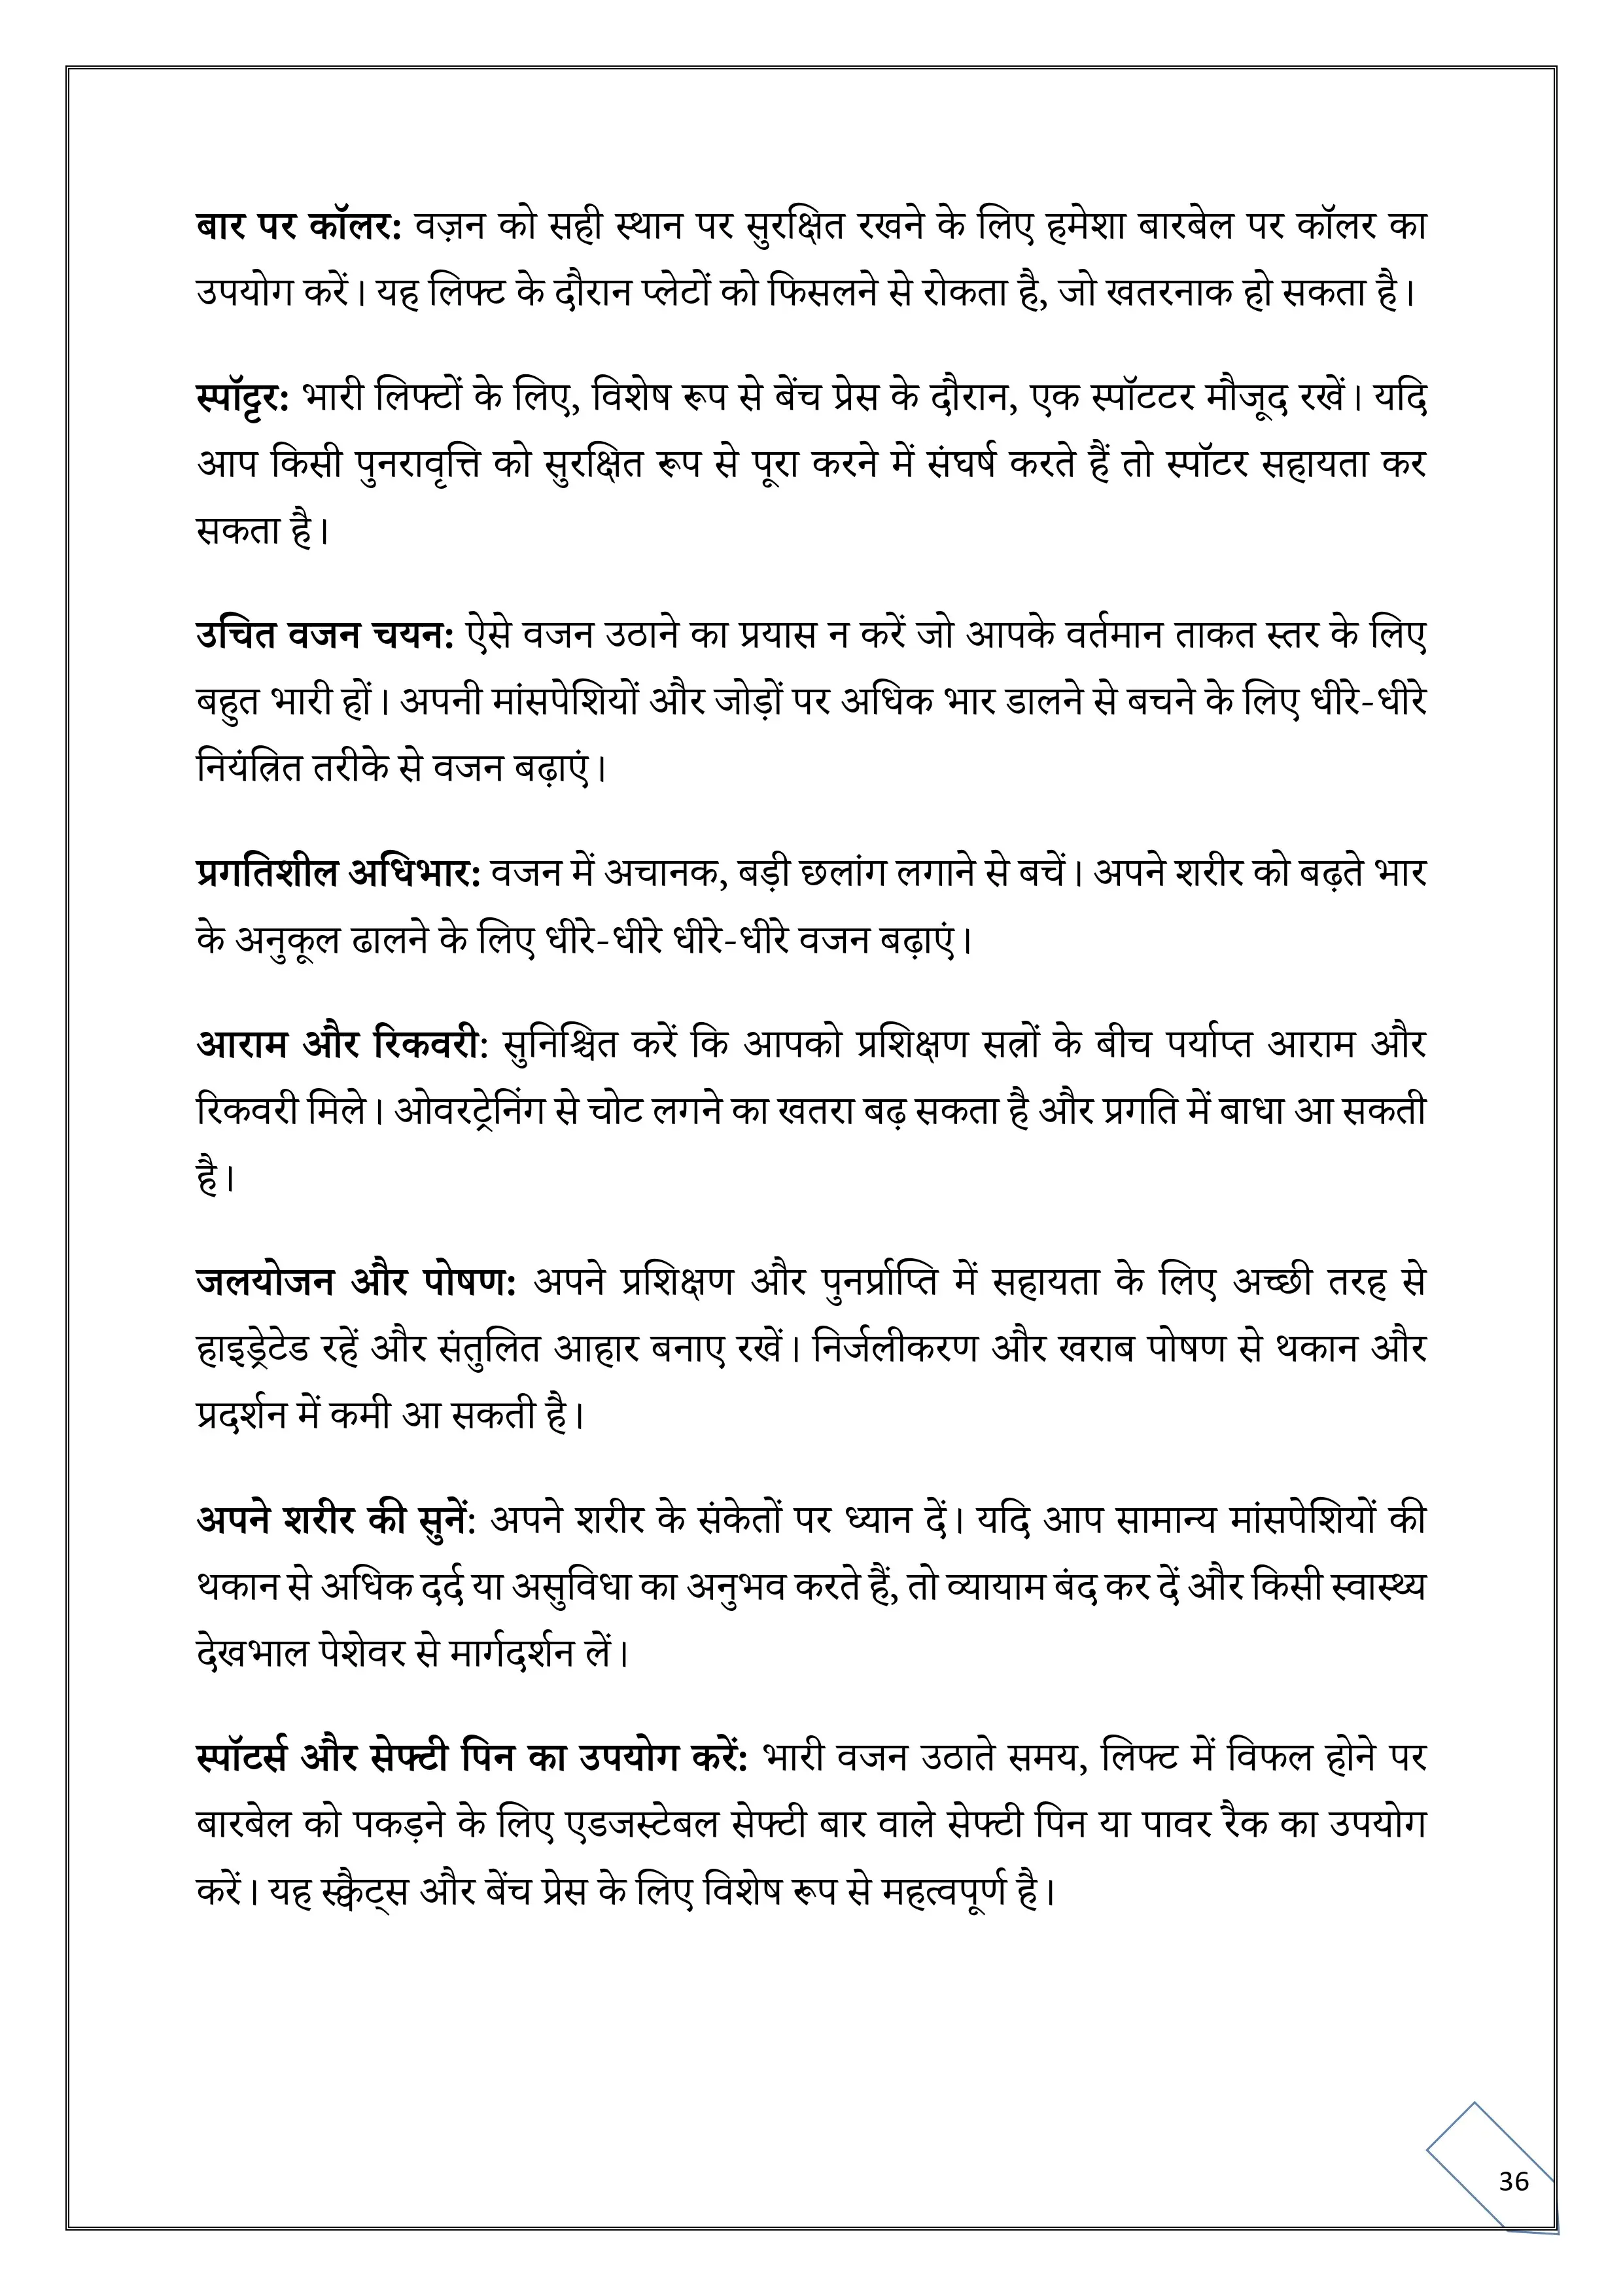 बार पर कॉलर: वज़न को सही स्थान पर सुरक्षित रखने के लिए हमेशा बारबेल पर कॉलर का
उपयोग करें। यह लिफ्ट के दौरान प्लेटों को फिसलने से रोकता है, जो खतरनाक हो सकता है।
स्पॉट्टर: भारी लिफ्टों के लिए, विशेष रूप से बेंच प्रेस के दौरान, एक स्पॉटटर मौजूद रखें। यदि
आप किसी पुनरावृत्ति को सुरक्षित रूप से पूरा करने में संघर्ष करते हैं तो स्पॉटर सहायता कर
सकता है।
उचित वजन चयन: ऐसे वजन उठाने का प्रयास न करें जो आपके वर्तमान ताकत स्तर के लिए
बहुत भारी हों। अपनी मांसपेशियों और जोड़ों पर अधिक भार डालने से बचने के लिए धीरे-धीरे
नियंत्रित तरीके से वजन बढ़ाएं।
प्रगतिशील अधिभार: वजन में अचानक, बड़ी छलांग लगाने से बचें। अपने शरीर को बढ़ते भार
के अनुकूल ढालने के लिए धीरे-धीरे धीरे-धीरे वजन बढ़ाएं।
आराम और रिकवरी: सुनिश्चित करें कि आपको प्रशिक्षण सत्रों के बीच पर्याप्त आराम और
रिकवरी मिले। ओवरट्रेनिंग से चोट लगने का खतरा बढ़ सकता है और प्रगति में बाधा आ सकती
है।
जलयोजन और पोषण: अपने प्रशिक्षण और पुनर्प्राप्ति में सहायता के लिए अच्छी तरह से
हाइड्रेटेड रहें और संतुलित आहार बनाए रखें। निर्जलीकरण और खराब पोषण से थकान और
प्रदर्शन में कमी आ सकती है।
अपने शरीर की सुनें: अपने शरीर के संकेतों पर ध्यान दें। यदि आप सामान्य मांसपेशियों की
थकान से अधिक दर्द या असुविधा का अनुभव करते हैं, तो व्यायाम बंद कर दें और किसी स्वास्थ्य
देखभाल पेशेवर से मार्गदर्शन लें।
स्पॉटर्स और सेफ्टी पिन का उपयोग करें: भारी वजन उठाते समय, लिफ्ट में विफल होने पर
बारबेल को पकड़ने के लिए एडजस्टेबल सेफ्टी बार वाले सेफ्टी पिन या पावर रैक का उपयोग
करें। यह स्क्वैट्स और बेंच प्रेस के लिए विशेष रूप से महत्वपूर्ण है।
36